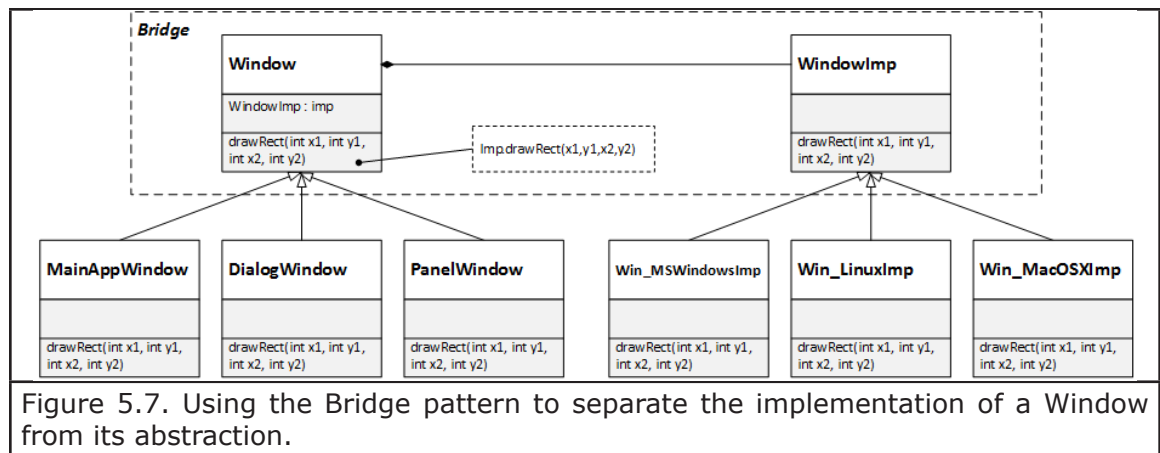 Bridge
Window
WindowImp : imp
drawRect(int x1, int y1,
int x2, int y2)
Imp.drawRect(x1,y1,x2,y2)
WindowImp
drawRect(int x1, int y1,
int x2, int y2)
MainAppWindow
drawRect(int x1, int y1,
int x2, int y2)
DialogWindow
drawRect(int x1, int y1,
int x2, int y2)
PanelWindow
drawRect(int x1, int y1,
int x2, int y2)
Win_MSWindowsImp
drawRect(int x1, int y1,
int x2, int y2)
Win_LinuxImp
drawRect(int x1, int y1,
int x2, int y2)
Win_MacOSXImp
drawRect(int x1, int y1,
int x2, int y2)
Figure 5.7. Using the Bridge pattern to separate the implementation of a Window
from its abstraction.